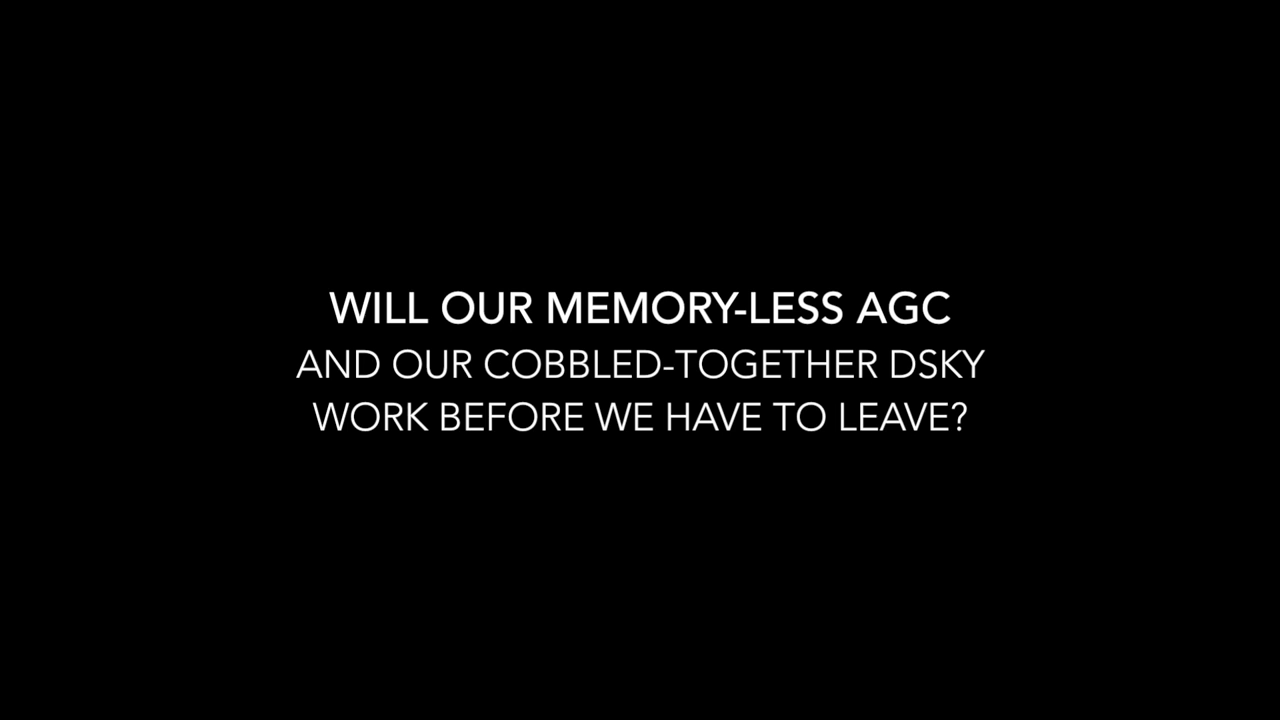 WILL OUR MEMORY-LESS AGC
AND OUR COBBLED-TOGETHER DSKY
WORK BEFORE WE HAVE TO LEAVE?